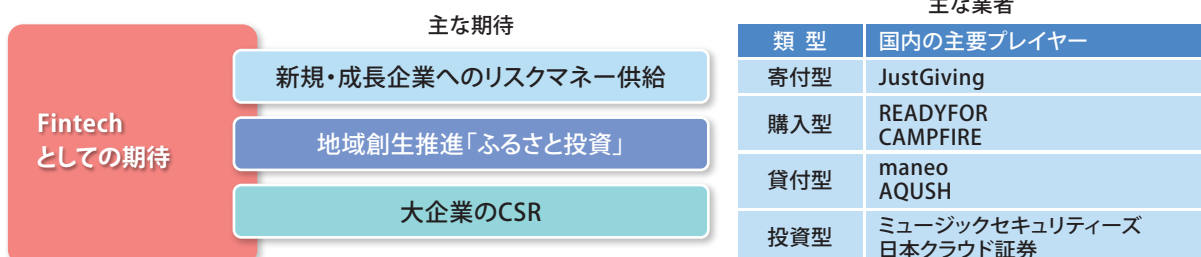 主な期待
Fintech
としての期待
新規・成長企業へのリスクマネー供給
地域創生推進「ふるさと投資」
大企業のCSR
主な業者
類 型 国内の主要プレイヤー
寄付型 JustGiving
購入型 READYFOR
CAMPFIRE
貸付型 maneo
AQUSH
投資型 ミュージックセキュリティーズ
日本クラウド証券